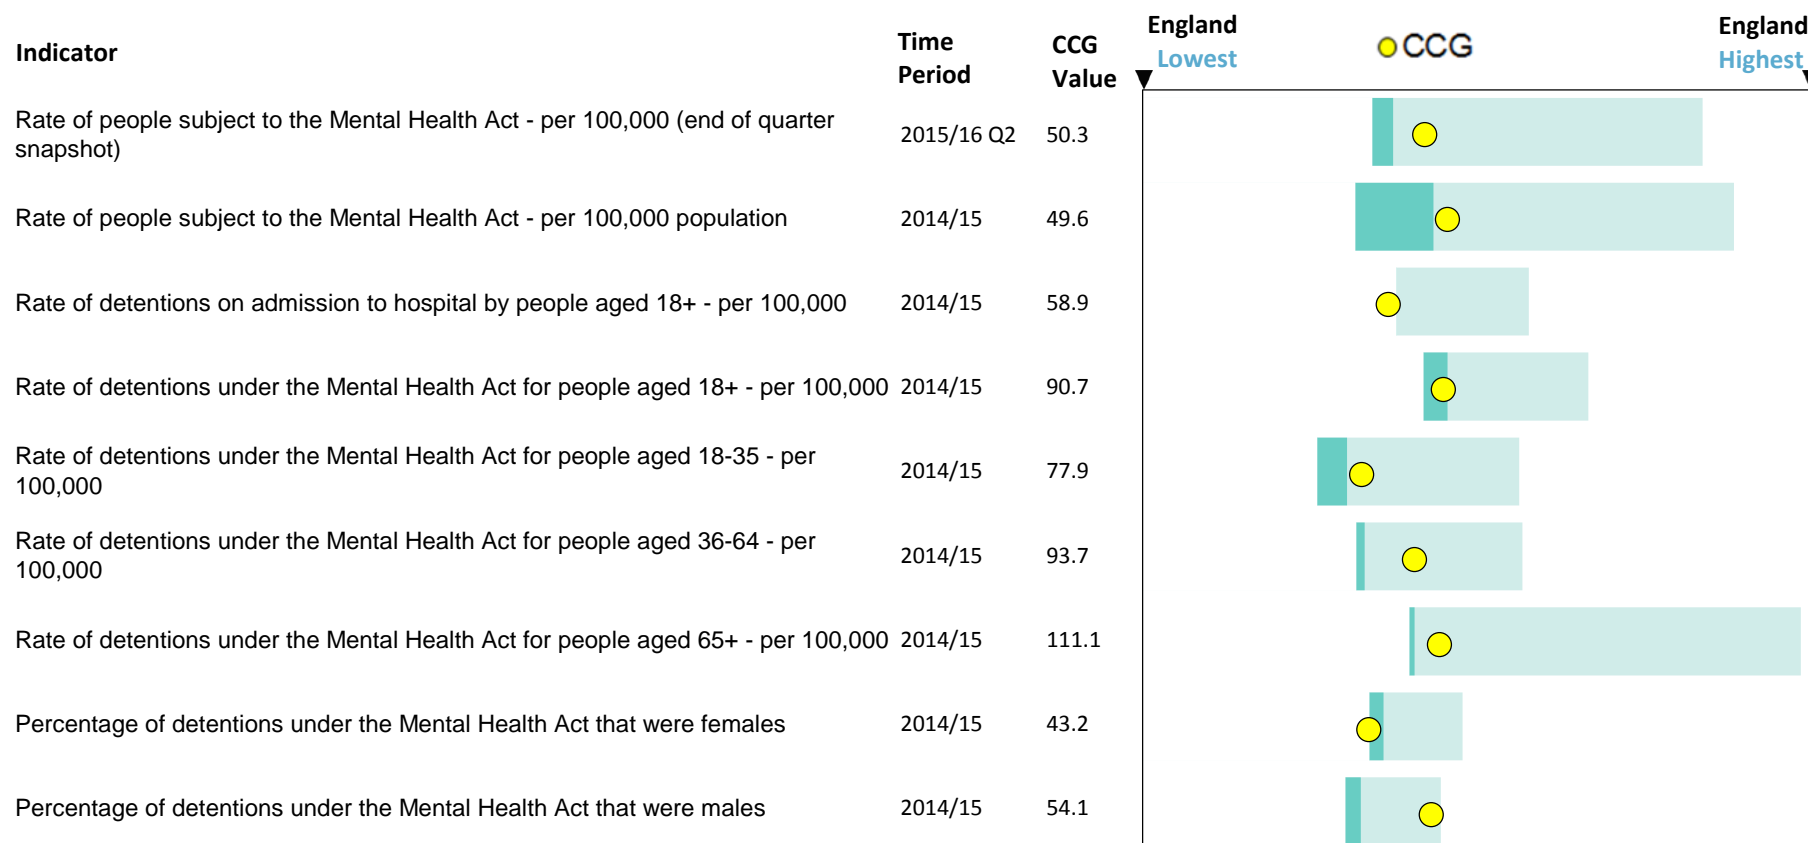 Indicator
Time Period
CCG Value
England Lowest
CCG
England Highest
Rate of people subject to the Mental Health Act - per 100,000 (end of quarter
snapshot)
2015/16 Q2 50.3
Rate of people subject to the Mental Health Act - per 100,000 population 2014/15 49.6
Rate of detentions on admission to hospital by people aged 18+ - per 100,000 2014/15 58.9
Rate of detentions under the Mental Health Act for people aged 18+ - per 100,000 2014/15 90.7
Rate of detentions under the Mental Health Act for people aged 18-35 - per
100,000
2014/15 77.9
Rate of detentions under the Mental Health Act for people aged 36-64 - per
100,000
2014/15 93.7
Rate of detentions under the Mental Health Act for people aged 65+ - per 100,000 2014/15 111.1
Percentage of detentions under the Mental Health Act that were females 2014/15 43.2
Percentage of detentions under the Mental Health Act that were males 2014/15 54.1